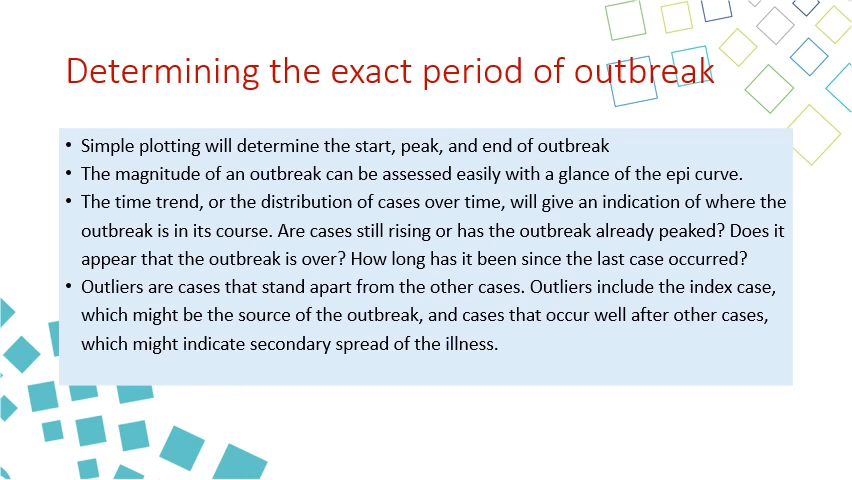 Determining the exact period of outbreak
• Simple plotting will determine the start, peak, and end of outbreak
• The magnitude of an outbreak can be assessed easily with a glance of the epi curve.
• The time trend, or the distribution of cases over time, will give an indication of where the
outbreak is in its course. Are cases still rising or has the outbreak already peaked? Does it
appear that the outbreak is over? How long has it been since the last case occurred?
• Outliers are cases that stand apart from the other cases. Outliers include the index case,
which might be the source of the outbreak, and cases that occur well after other cases,
which might indicate secondary spread of the illness.